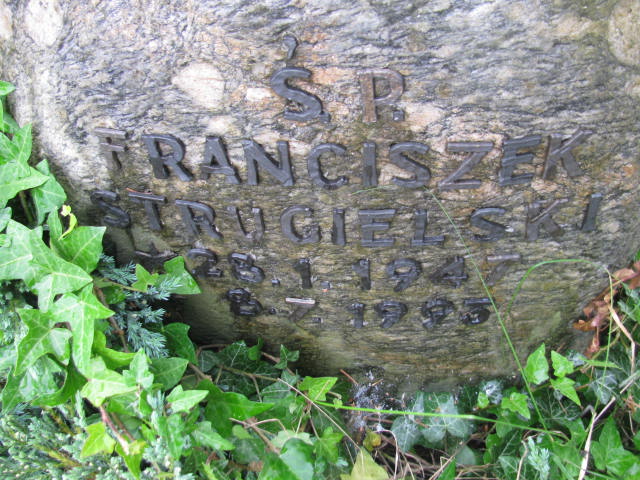 Ś. P.
FRANCISZEK
STRUGIELSKI
* 28. 1. 1947
8. 7. 1995